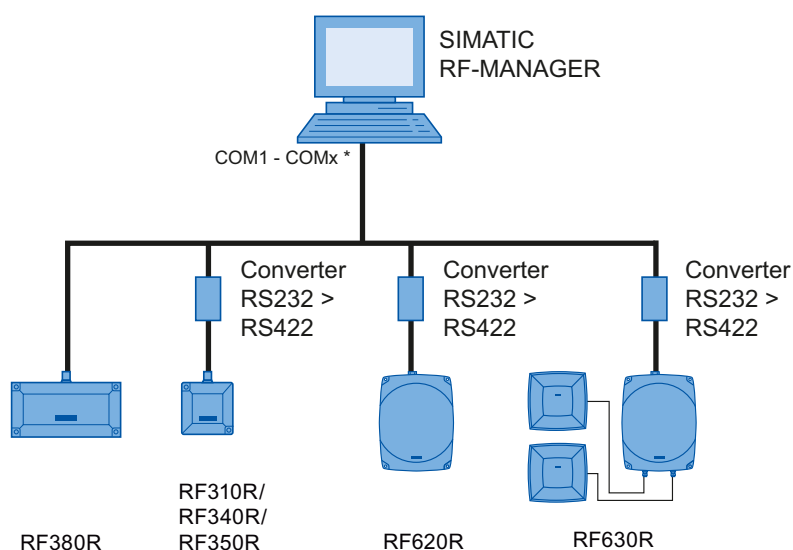 SIMATIC
RF-MANAGER
COM1 - COMx *
Converter
RS232 >
RS422
Converter
RS232 >
RS422
Converter
RS232 >
RS422
RF380R
RF310R/
RF340R/
RF350R
RF620R
RF630R